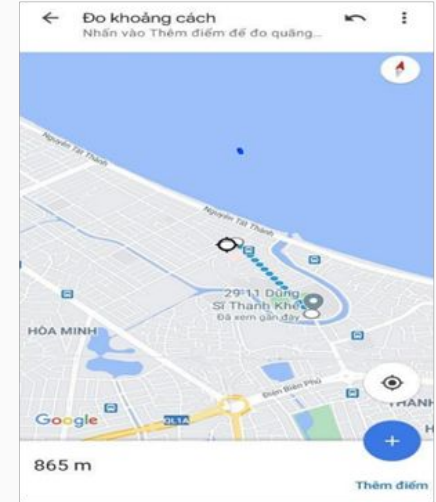 Đo khoảng cách
Nhấn vào Thêm điểm để đo quãng...
Nguyễn Tất Thành
Nguyễn Tất Thành
29-11 Dũng
Sĩ Thanh Khê
Đã xem gần đây
HÒA MINH
Điện Biên Phủ
THANH
H
Google
QL1A
865 m
Thêm điểm